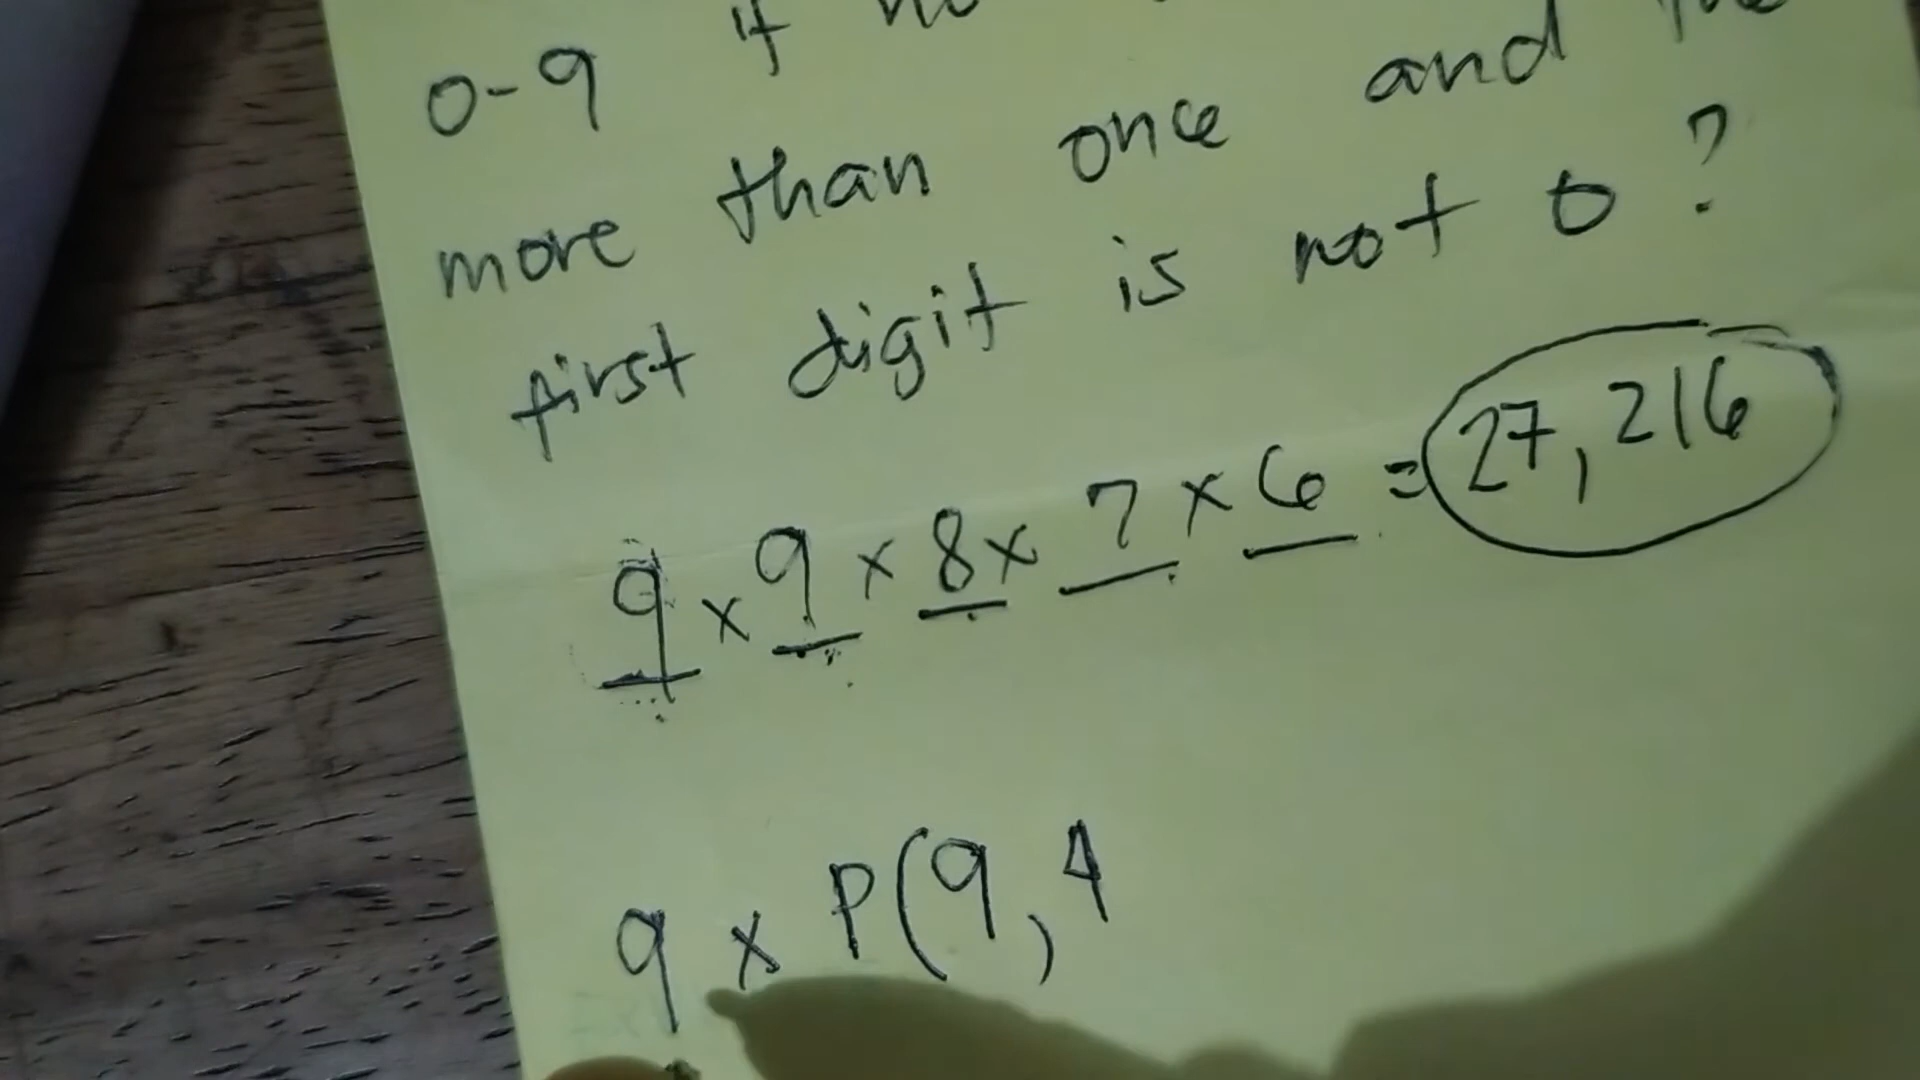 0-9 if
more than once and
first digit is not 0?
9 x 9 x 8 x 7 x 6 = 27,216
9 x P(9,4